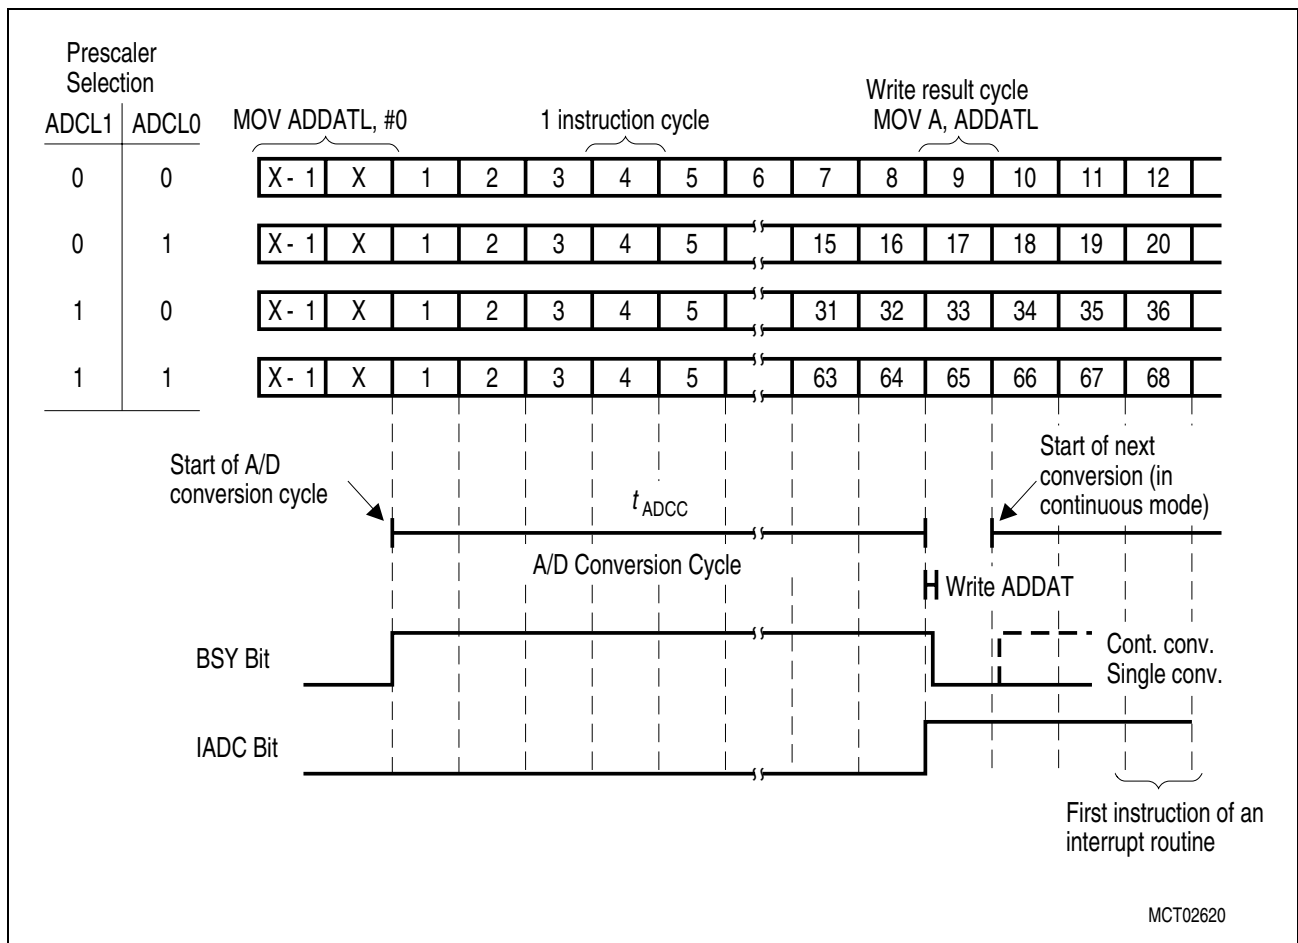 Prescaler
Selection
ADCL1 ADCL0
MOV ADDATL, #0
1 instruction cycle
Write result cycle
MOV A, ADDATL
0 0 X - 1 X 1 2 3 4 5 6 7 8 9 10 11 12
0 1 X - 1 X 1 2 3 4 5 15 16 17 18 19 20
1 0 X - 1 X 1 2 3 4 5 31 32 33 34 35 36
1 1 X - 1 X 1 2 3 4 5 63 64 65 66 67 68
Start of A/D
conversion cycle
t ADCC
Start of next
conversion (in
continuous mode)
A/D Conversion Cycle
Write ADDAT
BSY Bit
Cont. conv.
Single conv.
IADC Bit
First instruction of an
interrupt routine
MCT02620